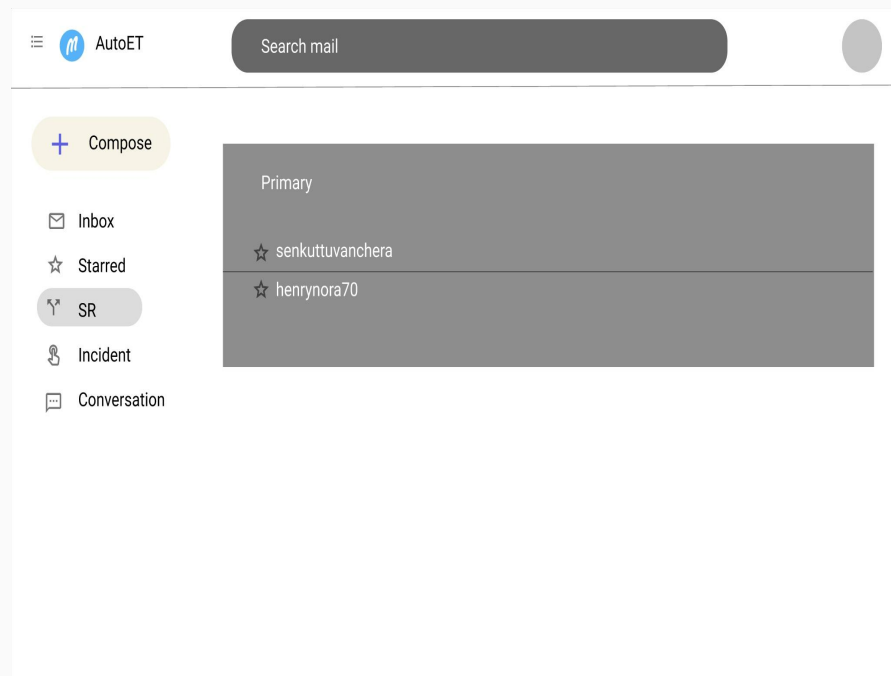 AutoET
Search mail
Compose
Inbox
Starred
SR
Incident
Conversation
Primary
senkuttuvanchera
henrynora70